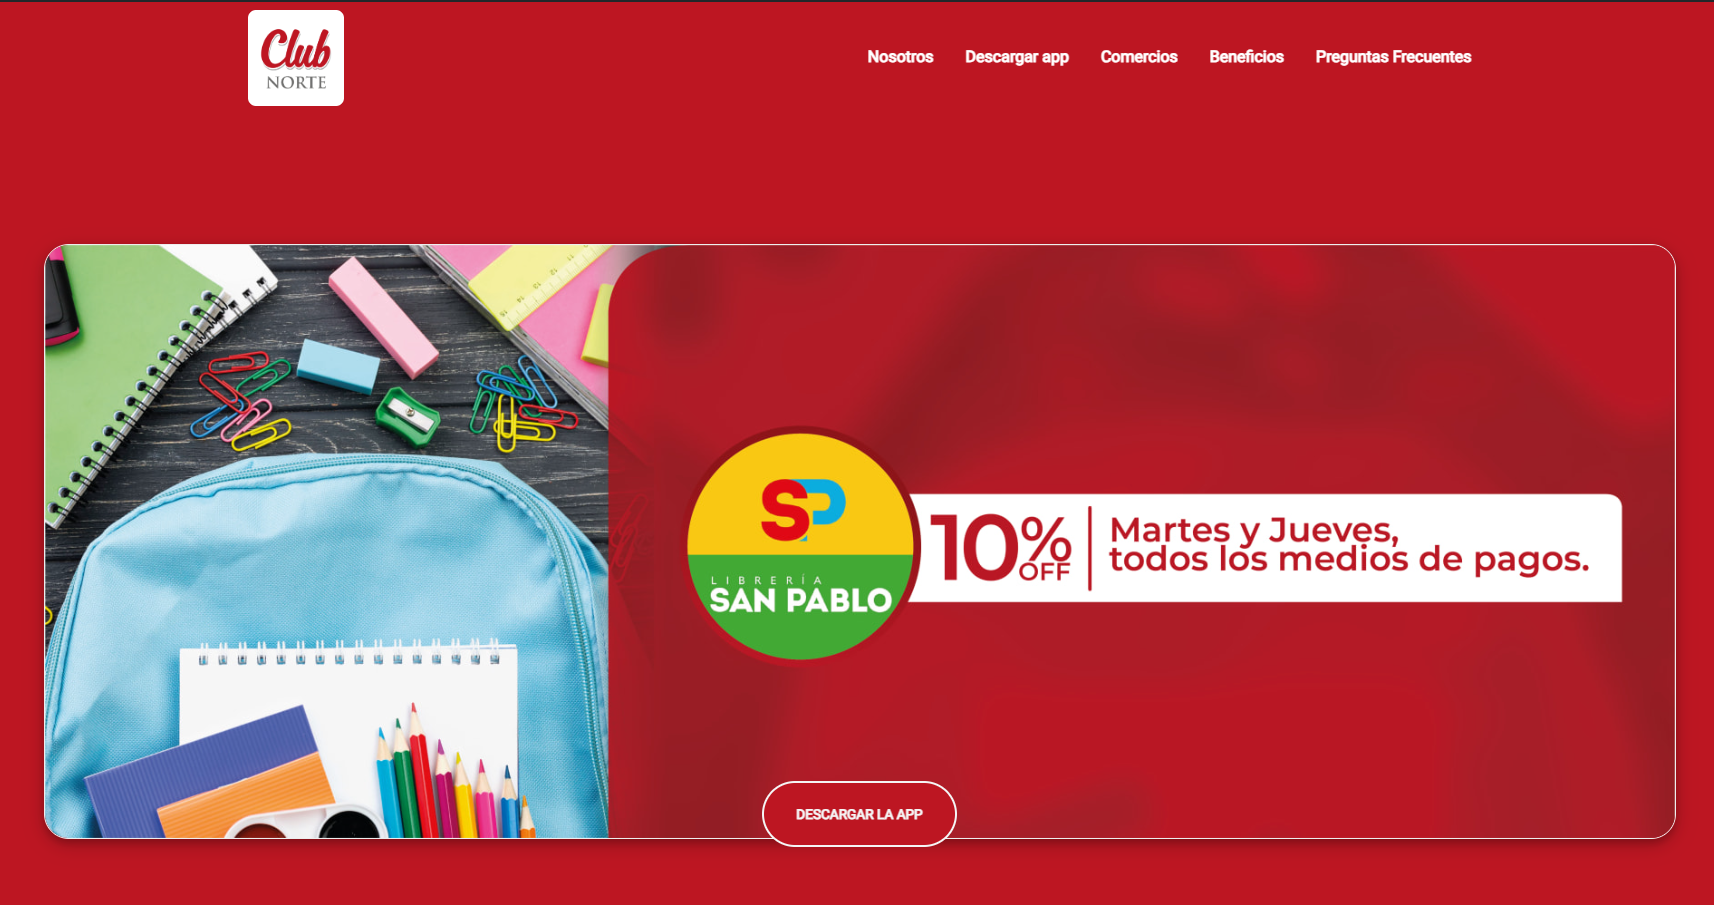 Club
NORTE
Nosotros Descargar app Comercios Beneficios Preguntas Frecuentes
SP
LIBRERÍA
SAN PABLO
10%
OFF
Martes y Jueves,
todos los medios de pagos.
DESCARGAR LA APP